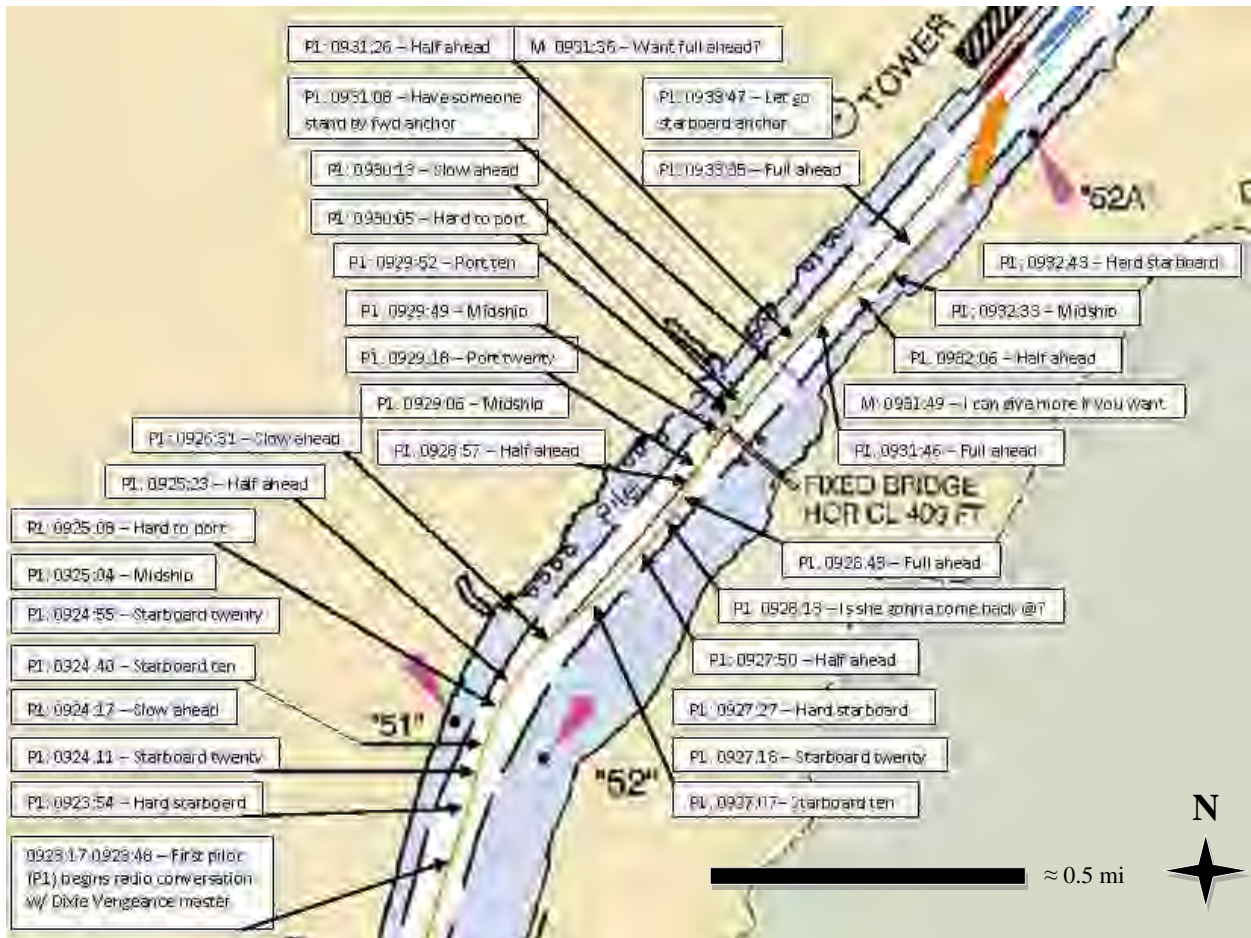 P1: 0931:26 – Half ahead
M: 0931:36 – Want full ahead?
P1: 0931:08 – Have someone
stand by fwd anchor
P1: 0933:47 – Let go
starboard anchor
TOWER
P1: 0930:13 – Slow ahead
P1: 0933:35 – Full ahead
"52A"
P1: 0930:05 – Hard to port
P1: 0929:52 – Port ten
P1: 0932:43 – Hard starboard
P1: 0929:49 – Midship
P1: 0932:33 – Midship
P1: 0929:18 – Port twenty
P1: 0932:06 – Half ahead
P1: 0929:06 – Midship
M: 0931:49 – I can give more if you want
P1: 0926:31 – Slow ahead
P1: 0928:57 – Half ahead
P1: 0931:46 – Full ahead
P1: 0925:23 – Half ahead
Pile
FIXED BRIDGE
HOR CL 400 FT
P1: 0925:08 – Hard to port
P1: 0928:43 – Full ahead
P1: 0925:04 – Midship
P1: 0928:13 – Is she gonna come back @?
P1: 0924:55 – Starboard twenty
P1: 0927:50 – Half ahead
P1: 0924:40 – Starboard ten
P1: 0924:17 – Slow ahead
P1: 0927:27 – Hard starboard
"51"
P1: 0924:11 – Starboard twenty
P1: 0927:18 – Starboard twenty
"52"
P1: 0923:54 – Hard starboard
P1: 0927:07 – Starboard ten
N
0923:17-0923:48 – First pilot
(P1) begins radio conversation
w/ Dixie Vengeance master
≈ 0.5 mi